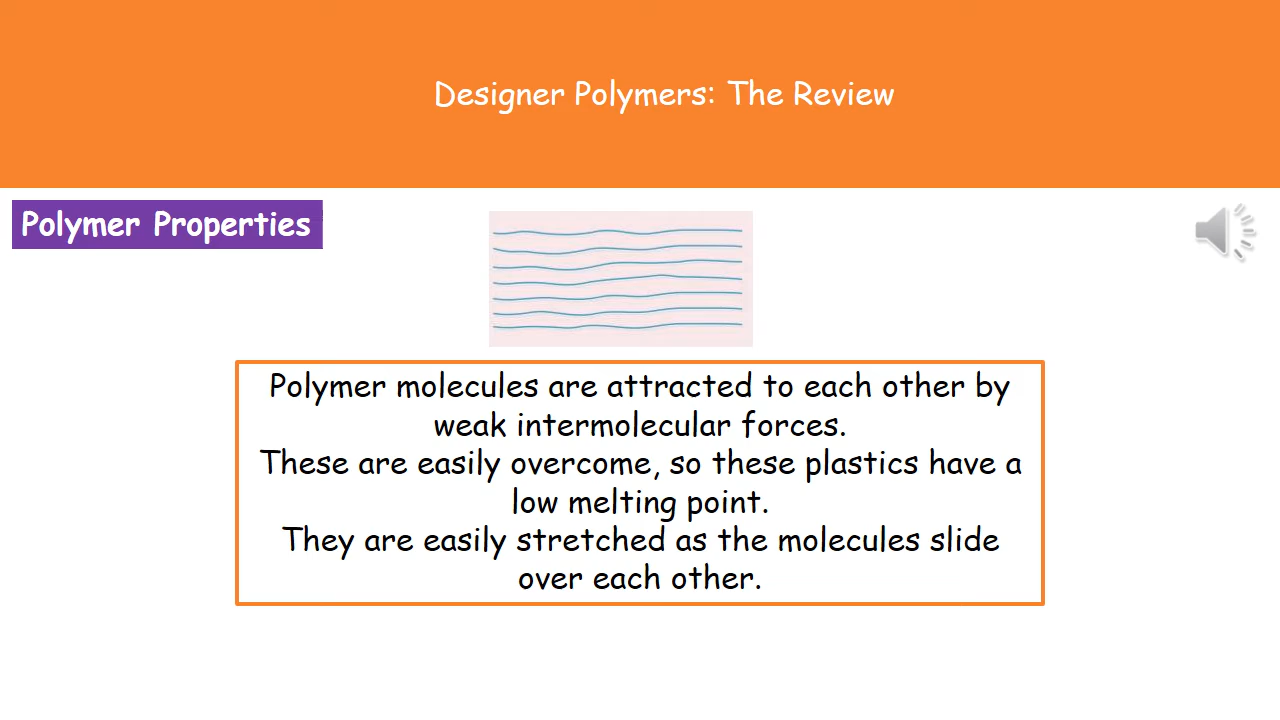 Designer Polymers: The Review
Polymer Properties
Polymer molecules are attracted to each other by
weak intermolecular forces.
These are easily overcome, so these plastics have a
low melting point.
They are easily stretched as the molecules slide
over each other.